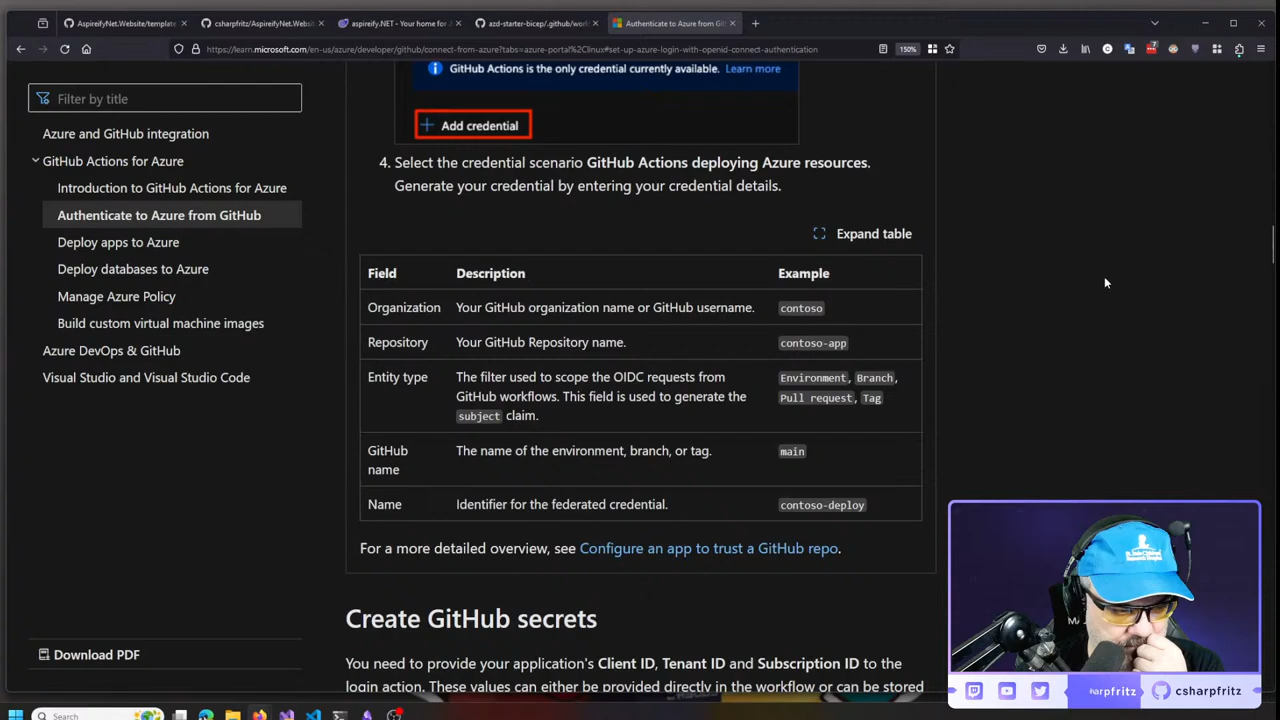 AspireifyNet.Website/template
csharpfritz/AspireifyNet.Websi
aspireify.NET - Your home for
azd-starter-bicep/.github/wor
Authenticate to Azure from Git
https://learn.microsoft.com/en-us/azure/developer/github/connect-from-azure?tabs=azure-portal%2Clinux#set-up-azure-login-with-openid-connect-authentication
150%
Filter by title
Azure and GitHub integration
GitHub Actions for Azure
Introduction to GitHub Actions for Azure
Authenticate to Azure from GitHub
Deploy apps to Azure
Deploy databases to Azure
Manage Azure Policy
Build custom virtual machine images
Azure DevOps & GitHub
Visual Studio and Visual Studio Code
Download PDF
GitHub Actions is the only credential currently available. Learn more
Add credential
4. Select the credential scenario GitHub Actions deploying Azure resources.
Generate your credential by entering your credential details.
Expand table
Field Description Example
Organization Your GitHub organization name or GitHub username. contoso
Repository Your GitHub Repository name. contoso-app
Entity type The filter used to scope the OIDC requests from Environment, Branch,
GitHub workflows. This field is used to generate the Pull request, Tag
subject claim.
GitHub The name of the environment, branch, or tag. main
name
Name Identifier for the federated credential. contoso-deploy
For a more detailed overview, see Configure an app to trust a GitHub repo.
Create GitHub secrets
You need to provide your application's Client ID, Tenant ID and Subscription ID to the
login action. These values can either be provided directly in the workflow or can be stored
harpfritz
csharpfritz
Search